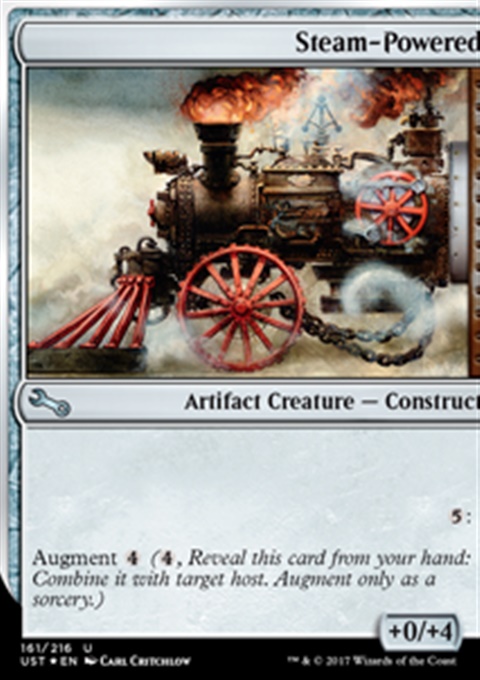 Steam-Powered
Artifact Creature — Construct
5:
Augment 4 (4, Reveal this card from your hand:
Combine it with target host. Augment only as a
sorcery.)
+0/+4
161/216 U
UST ★ EN Carl Critchlow
™ & © 2017 Wizards of the Coast